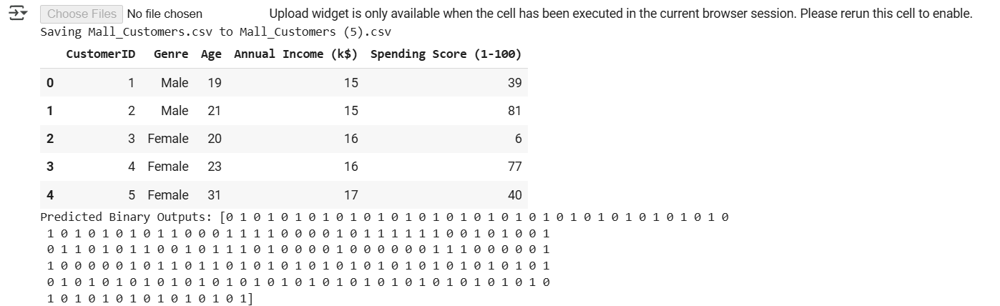 Choose Files No file chosen Upload widget is only available when the cell has been executed in the current browser session. Please rerun this cell to enable.
Saving Mall_Customers.csv to Mall_Customers (5).csv
CustomerID Genre Age Annual Income (k$) Spending Score (1-100)
0 1 Male 19 15 39
1 2 Male 21 15 81
2 3 Female 20 16 6
3 4 Female 23 16 77
4 5 Female 31 17 40
Predicted Binary Outputs: [0 1 0 1 0 1 0 1 0 1 0 1 0 1 0 1 0 1 0 1 0 1 0 1 0 1 0 1 0 1 0 1 0 1 0 1 0
1 0 1 0 1 0 1 0 1 1 0 0 0 1 1 1 1 0 0 0 0 1 0 1 1 1 1 1 1 0 0 1 0 1 0 0 1
0 1 1 0 1 0 1 1 0 0 1 0 1 1 1 0 1 0 0 0 0 1 0 0 0 0 0 0 1 1 1 0 0 0 0 0 1
1 0 0 0 0 0 1 0 1 1 0 1 1 0 1 0 1 0 1 0 1 0 1 0 1 0 1 0 1 0 1 0 1 0 1 0 1
0 1 0 1 0 1 0 1 0 1 0 1 0 1 0 1 0 1 0 1 0 1 0 1 0 1 0 1 0 1 0 1 0 1 0 1 0
1 0 1 0 1 0 1 0 1 0 1 0 1 0 1]